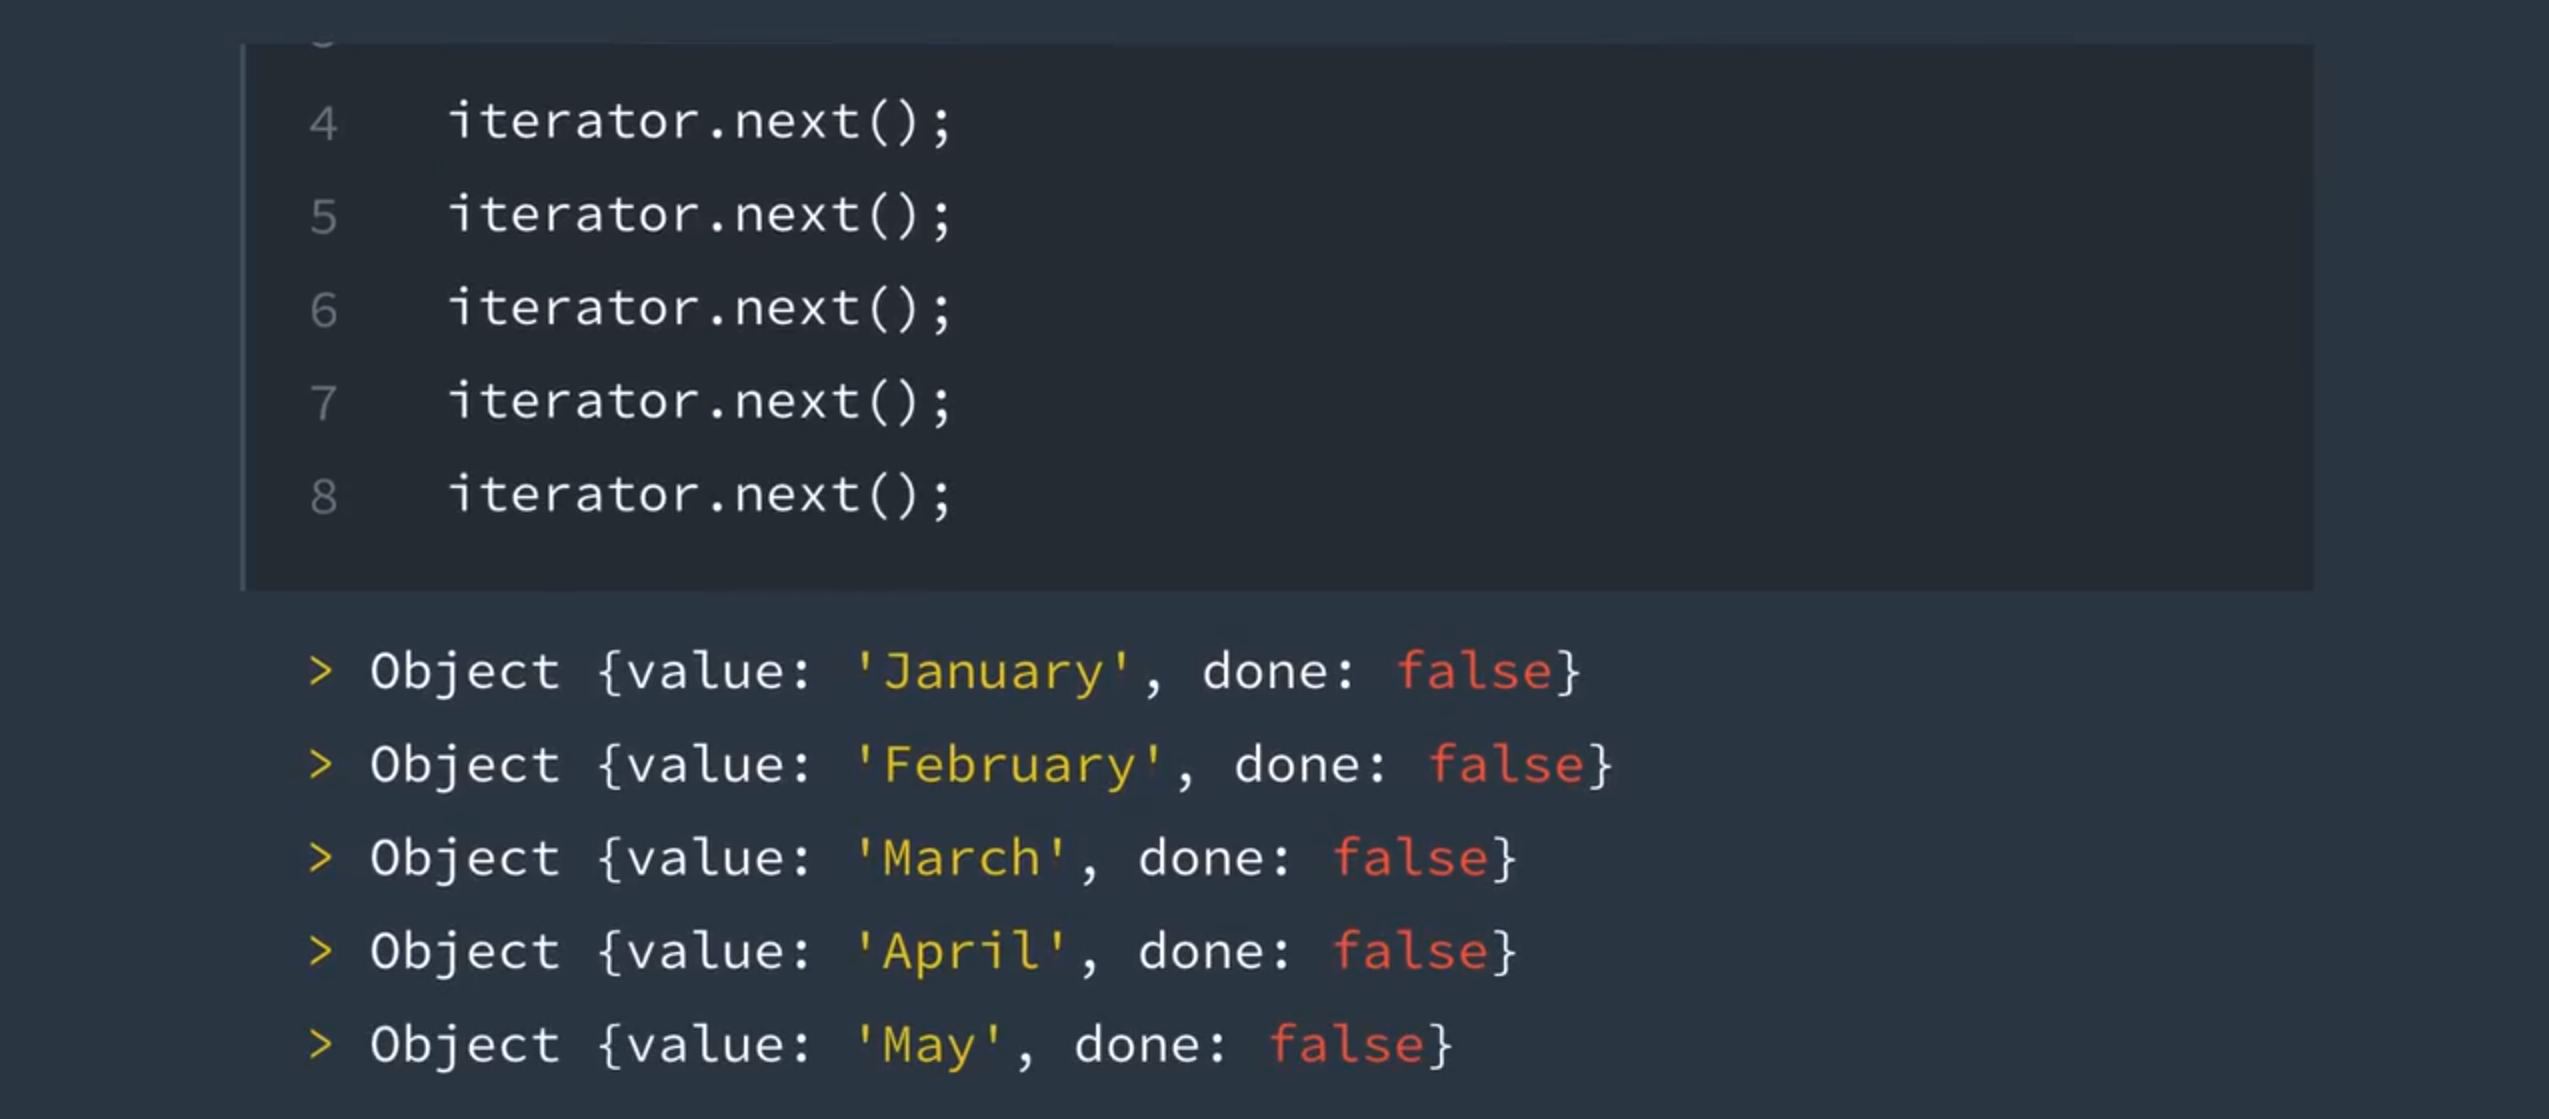 4 iterator.next();
5 iterator.next();
6 iterator.next();
7 iterator.next();
8 iterator.next();
> Object {value: 'January', done: false}
> Object {value: 'February', done: false}
> Object {value: 'March', done: false}
> Object {value: 'April', done: false}
> Object {value: 'May', done: false}